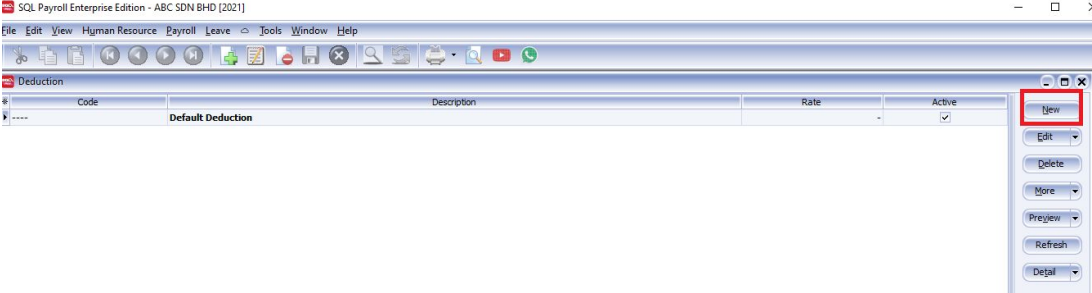 SQL Payroll Enterprise Edition - ABC SDN BHD [2021]
File Edit View Human Resource Payroll Leave Tools Window Help
Deduction
Code Description Rate Active
---- Default Deduction -
New
Edit
Delete
More
Preview
Refresh
Detail